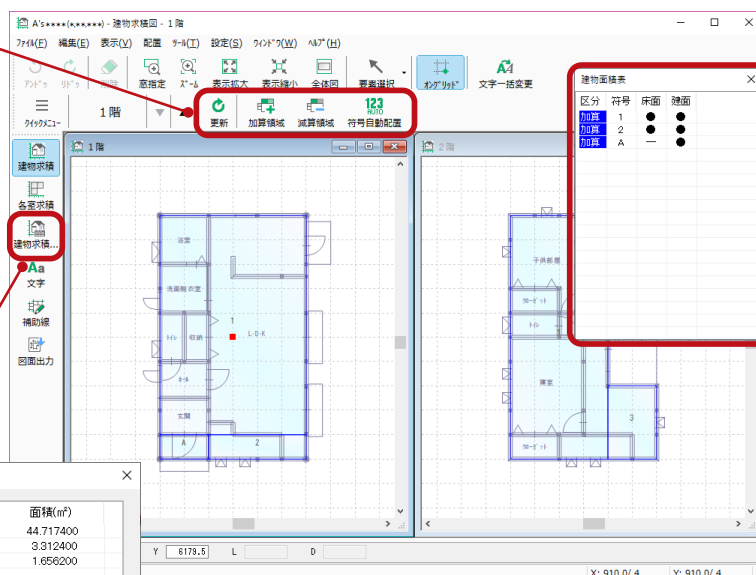 A's****(*.**.***) - 建物求積図 - 1 階
ファイル(F) 編集(E) 表示(V) 配置 ツール(T) 設定(S) ウィンドウ(W) ヘルプ(H)
アンドゥ リドゥ 削除 窓指定 ズーム 表示拡大 表示縮小 全体図 要素選択 オングリッド 文字一括変更
クイックメニュー 1 階 更新 加算領域 減算領域 123 AUTO 符号自動配置
建物求積
各室求積
建物求積...
Aa
文字
補助線
図面出力
1 階
浴室
洗面脱衣室
トイレ 収納
1
L・D・K
ホール
玄関
A 2
2 階
子供部屋
クローゼット
トイレ
寝室
3
クローゼット
建物面積表
区分 符号 床面 建面
加算 1 ● ●
加算 2 ● ●
加算 A — ●
面積(㎡)
44.717400
3.312400
1.656200
Y 6179.5 L D
X: 910.0/ 4 Y: 910.0/ 4